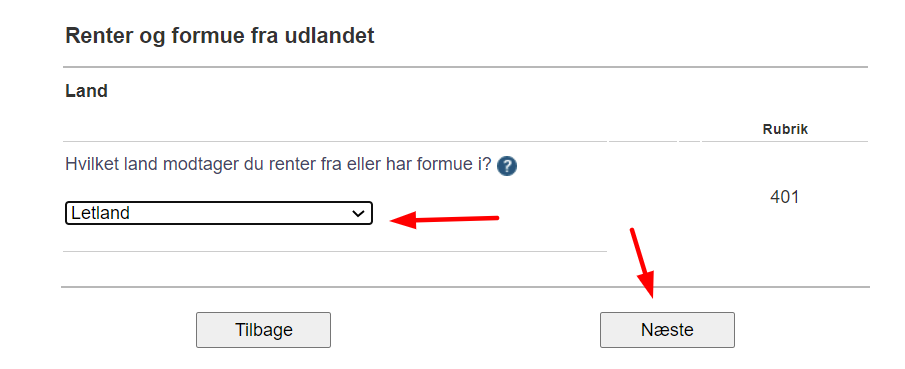 Renter og formue fra udlandet
Land
Rubrik
Hvilket land modtager du renter fra eller har formue i? ?
Letland
401
Tilbage
Næste